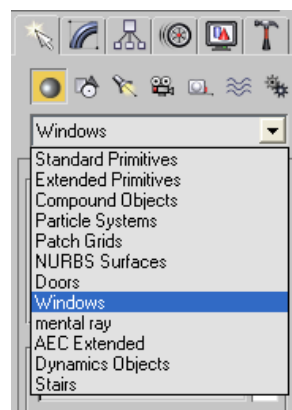 Windows
Standard Primitives
Extended Primitives
Compound Objects
Particle Systems
Patch Grids
NURBS Surfaces
Doors
Windows
mental ray
AEC Extended
Dynamics Objects
Stairs